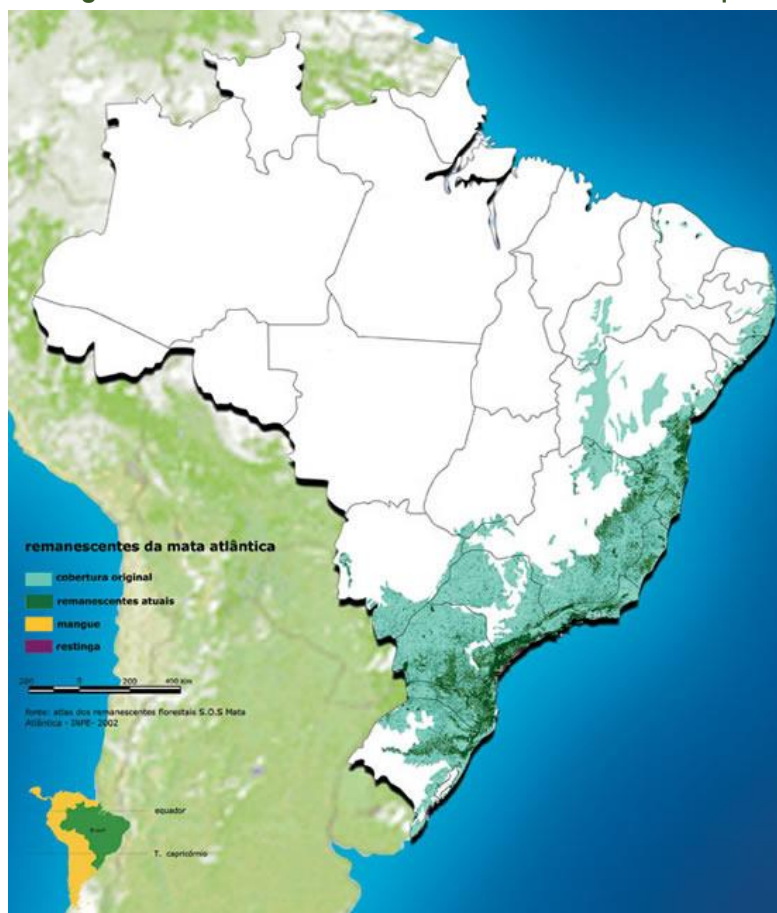 remanescentes da mata atlântica
cobertura original
remanescentes atuais
mangue
restinga
200 0 200 400 KM
fonte: atlas dos remanescentes florestais S.O.S Mata
Atlântica - INPE- 2002
equador
Brasil
T. capricórnio